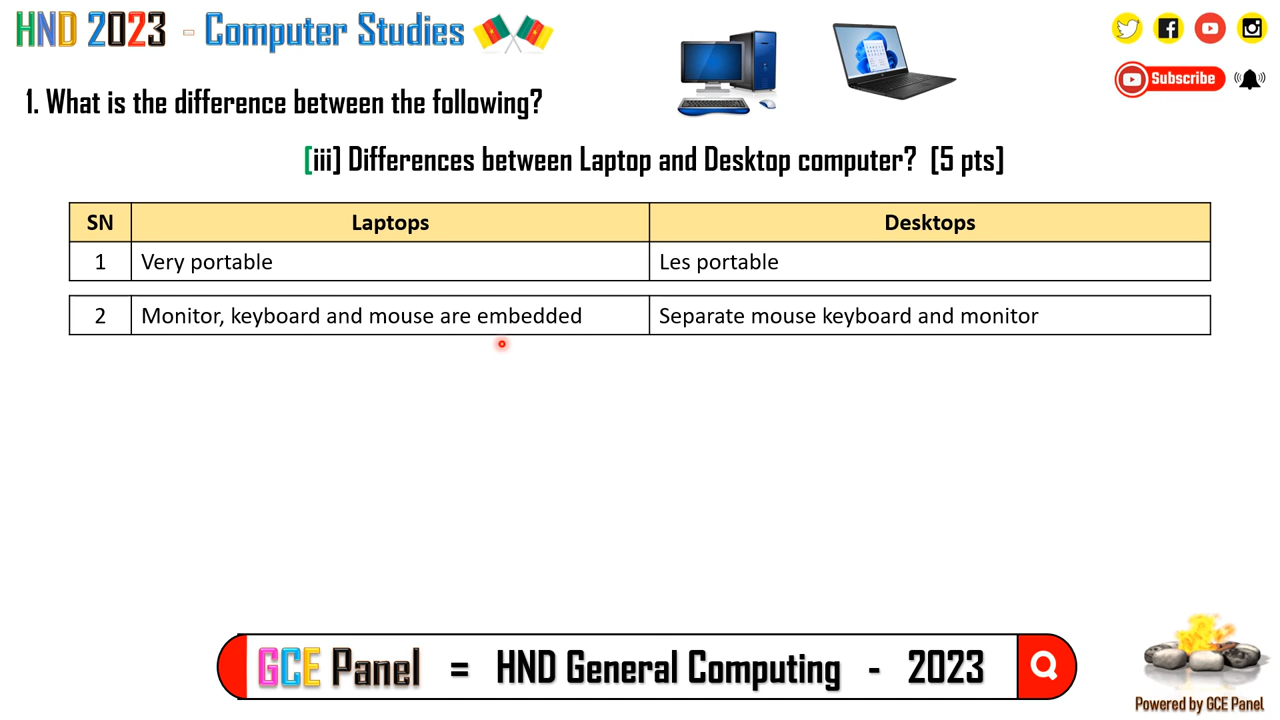 HND 2023 - Computer Studies
Subscribe
1. What is the difference between the following?
[iii] Differences between Laptop and Desktop computer? [5 pts]
SN Laptops Desktops
1 Very portable Les portable
2 Monitor, keyboard and mouse are embedded Separate mouse keyboard and monitor
GCE Panel = HND General Computing - 2023
Powered by GCE Panel